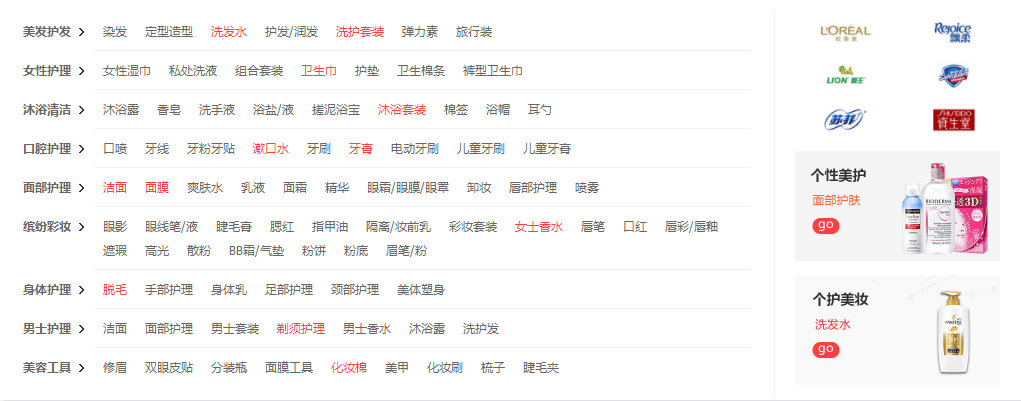 美发护发 > 染发 定型造型 洗发水 护发/润发 洗护套装 弹力素 旅行装
女性护理 > 女性湿巾 私处洗液 组合套装 卫生巾 护垫 卫生棉条 裤型卫生巾
沐浴清洁 > 沐浴露 香皂 洗手液 浴盐/液 搓泥浴宝 沐浴套装 棉签 浴帽 耳勺
口腔护理 > 口喷 牙线 牙粉牙贴 漱口水 牙刷 牙膏 电动牙刷 儿童牙刷 儿童牙膏
面部护理 > 洁面 面膜 爽肤水 乳液 面霜 精华 眼霜/眼膜/眼罩 卸妆 唇部护理 喷雾
缤纷彩妆 > 眼影 眼线笔/液 睫毛膏 腮红 指甲油 隔离/妆前乳 彩妆套装 女士香水 唇笔 口红 唇彩/唇釉
遮瑕 高光 散粉 BB霜/气垫 粉饼 粉底 眉笔/粉
身体护理 > 脱毛 手部护理 身体乳 足部护理 颈部护理 美体塑身
男士护理 > 洁面 面部护理 男士套装 剃须护理 男士香水 沐浴露 洗护发
美容工具 > 修眉 双眼皮贴 分装瓶 面膜工具 化妆棉 美甲 化妆刷 梳子 睫毛夹
L'ORÉAL
Rejoice
飘柔
LION 狮王
苏菲
SHISEIDO
資生堂
个性美护
面部护肤
go
BIODERMA
透3D
个护美妆
洗发水
go
PANTENE